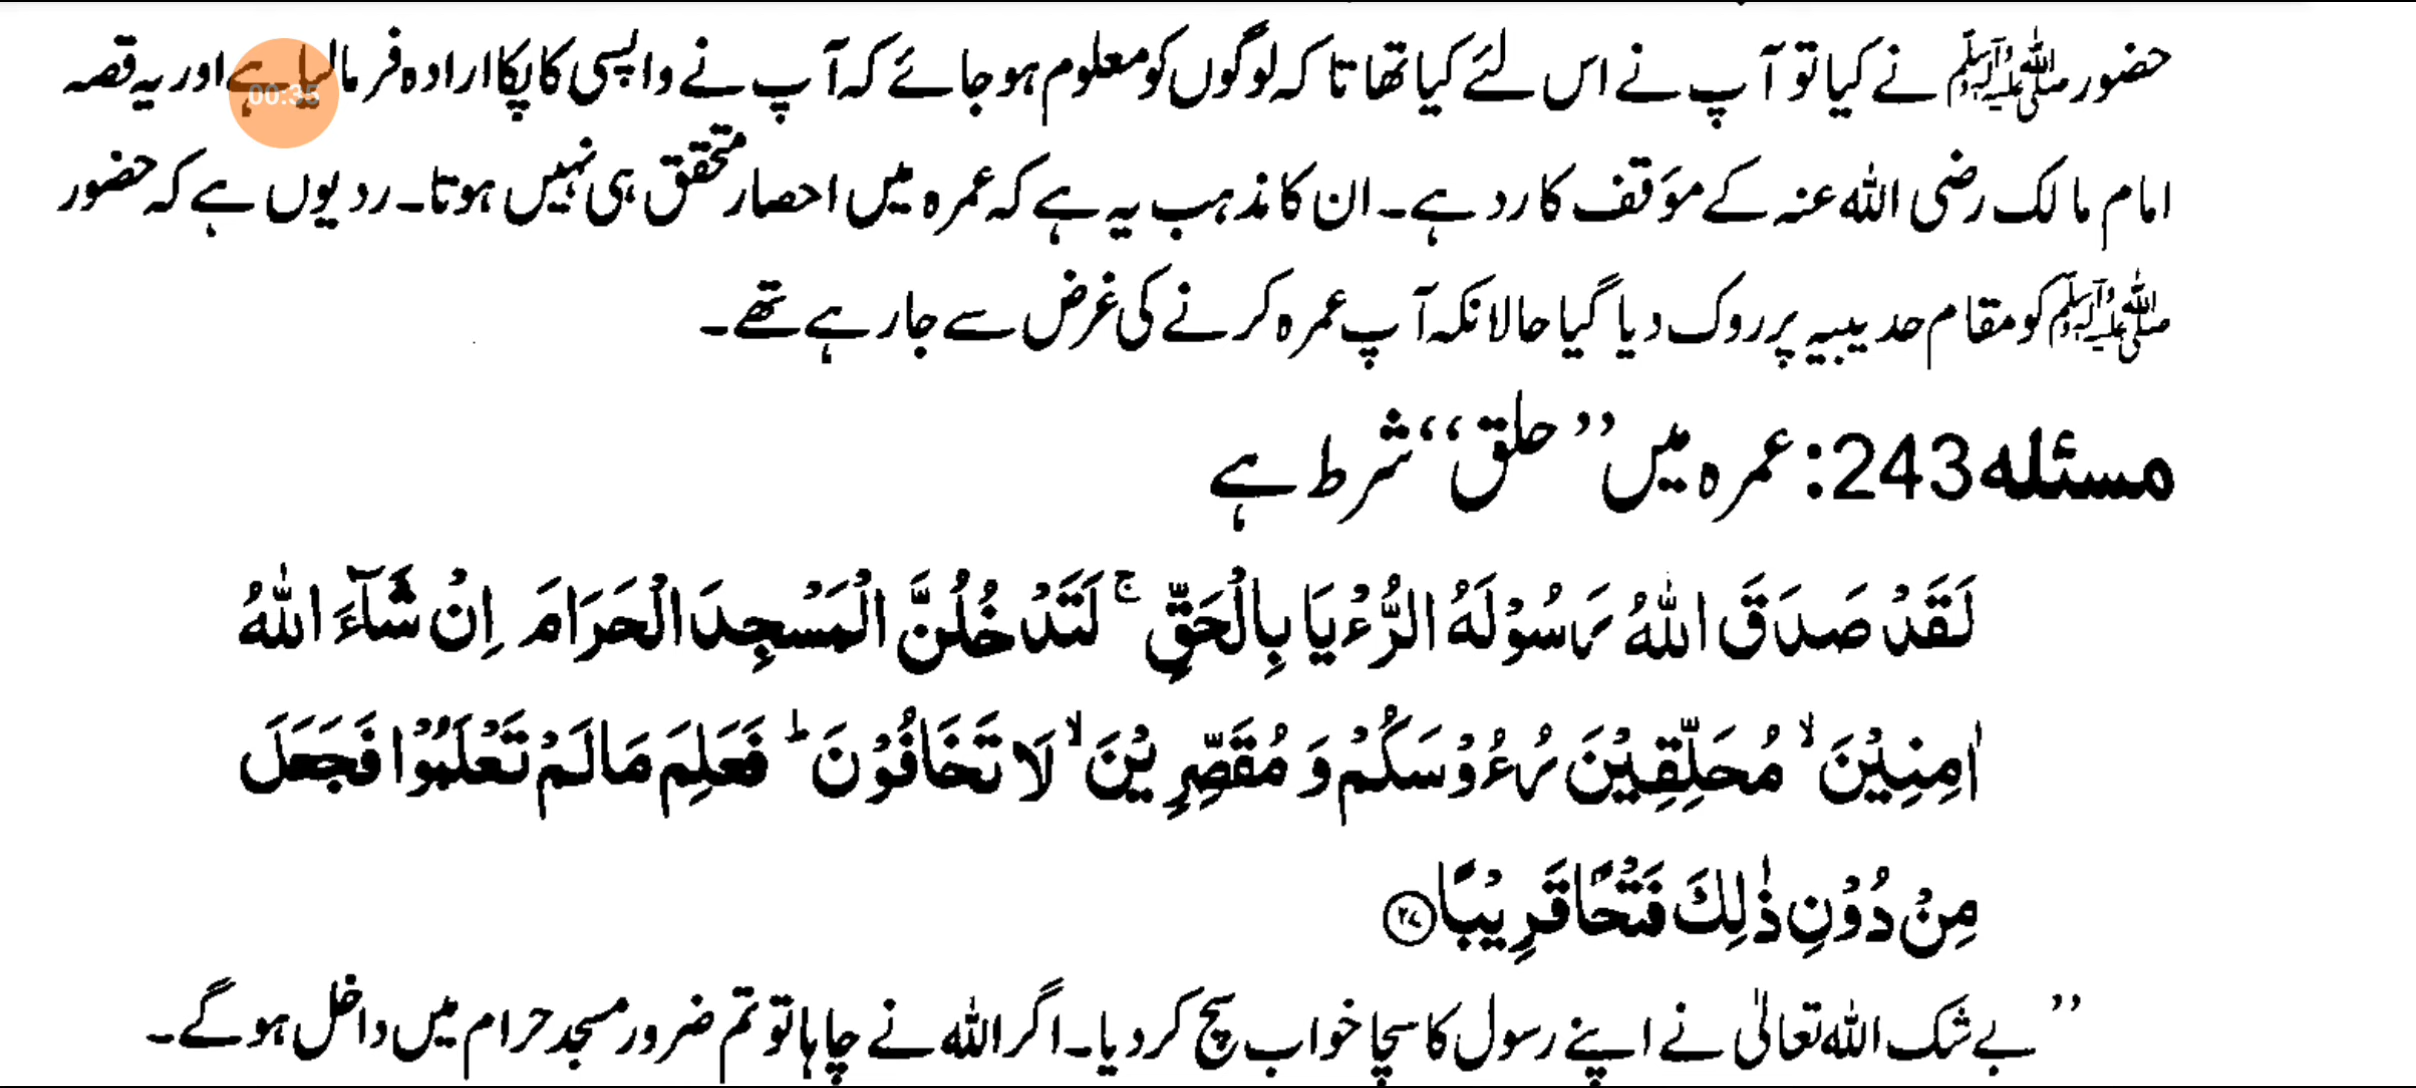 حضور ﷺ نے کیا تو آپ نے اس لئے کیا تھا تا کہ لوگوں کو معلوم ہو جائے کہ آپ نے واپسی کا پکا ارادہ فرما لیا ہے اور یہ قصہ
00:35
امام مالک رضی اللہ عنہ کے مؤقف کا رد ہے۔ ان کا مذہب یہ ہے کہ عمرہ میں احصار متحقق ہی نہیں ہوتا۔ رد یوں ہے کہ حضور
ﷺ کو مقام حدیبیہ پر روک دیا گیا حالانکہ آپ عمرہ کرنے کی غرض سے جا رہے تھے۔
مسئلہ 243: عمرہ میں ’’حلق‘‘ شرط ہے
لَقَدْ صَدَقَ اللّٰهُ رَسُوْلَهُ الرُّءْيَا بِالْحَقِّ ۚ لَتَدْخُلُنَّ الْمَسْجِدَ الْحَرَامَ اِنْ شَآءَ اللّٰهُ
اٰمِنِيْنَ ۙ مُحَلِّقِيْنَ رُءُوْسَكُمْ وَ مُقَصِّرِيْنَ ۙ لَا تَخَافُوْنَ ؕ فَعَلِمَ مَا لَمْ تَعْلَمُوْا فَجَعَلَ
مِنْ دُوْنِ ذٰلِكَ فَتْحًا قَرِيْبًا ۲۷
’’بے شک اللہ تعالیٰ نے اپنے رسول کا سچا خواب سچ کر دیا۔ اگر اللہ نے چاہا تو تم ضرور مسجد حرام میں داخل ہو گے۔